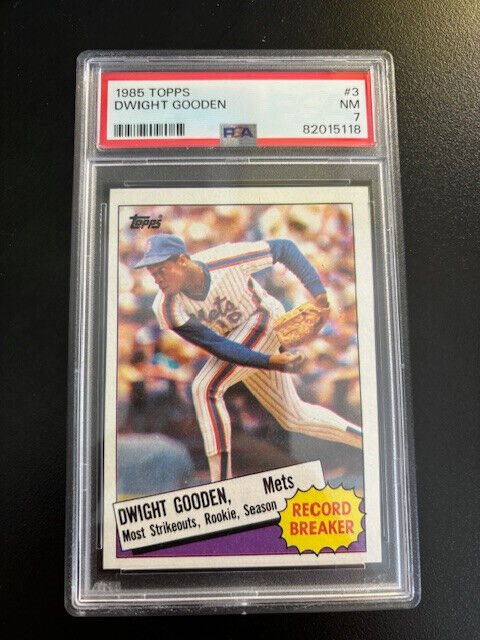 1985 TOPPS #3
DWIGHT GOODEN NM
7
PSA 82015118
Topps
Mets
16
DWIGHT GOODEN, Mets
Most Strikeouts, Rookie, Season
RECORD
BREAKER